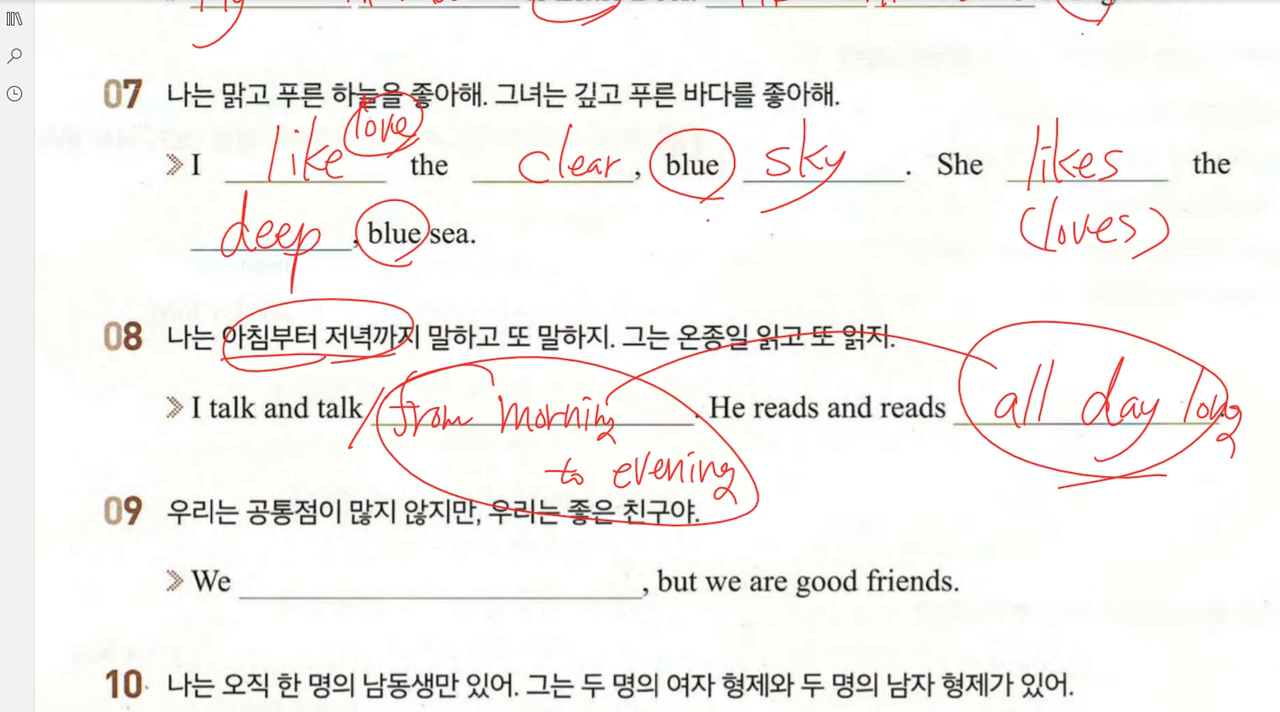 07 나는 맑고 푸른 하늘을 좋아해. 그녀는 깊고 푸른 바다를 좋아해.
love
I like the clear, blue sky. She likes the
deep, blue sea. (loves)
08 나는 아침부터 저녁까지 말하고 또 말하지. 그는 온종일 읽고 또 읽지.
I talk and talk / from morning. He reads and reads all day long
to evening
09 우리는 공통점이 많지 않지만, 우리는 좋은 친구야.
We ______, but we are good friends.
10 나는 오직 한 명의 남동생만 있어. 그는 두 명의 여자 형제와 두 명의 남자 형제가 있어.